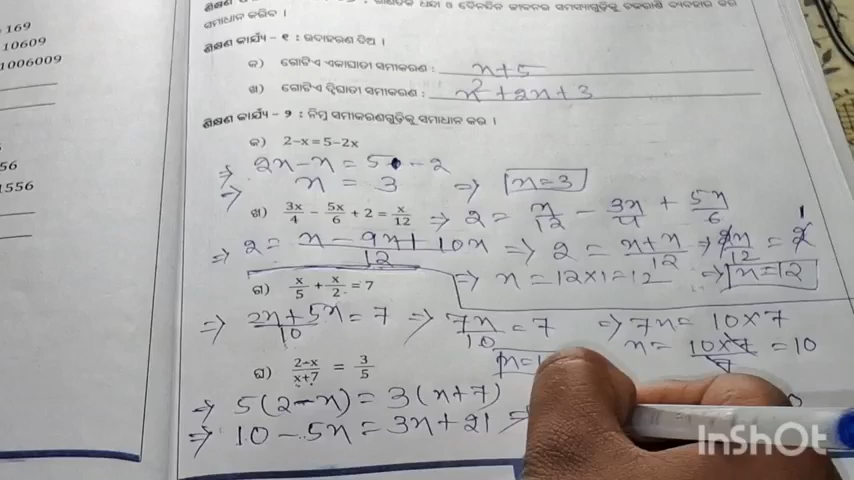 169
10609
1006009
56
1556
ସମାଧାନ କରିବ ।
ଶିକ୍ଷଣ କାର୍ଯ୍ୟ - ୧ : ଉଦାହରଣ ଦିଅ ।
କ) ଗୋଟିଏ ଏକଘାତୀ ସମୀକରଣ : x+5
ଖ) ଗୋଟିଏ ଦ୍ୱିଘାତୀ ସମୀକରଣ : x² + 2x + 3
ଶିକ୍ଷଣ କାର୍ଯ୍ୟ - ୨ : ନିମ୍ନ ସମୀକରଣଗୁଡ଼ିକୁ ସମାଧାନ କର ।
କ) 2-x=5-2x
⇒ 2x-x = 5 - 2
⇒ x = 3 ⇒ x=3
ଖ) 3x/4 - 5x/6 + 2 = x/12 ⇒ 2 = x/12 - 3x/4 + 5x/6
⇒ 2 = x - 9x + 10x/12 ⇒ 2 = x+x/12 ⇒ 2x/12 = 2 1
⇒ x = 12×1=12 ⇒ x=12
ଗ) x/5 + x/2 = 7
⇒ 2x+5x/10 = 7 ⇒ 7x/10 = 7 ⇒ 7x = 10×7
x = 10×7/7 = 10
ଘ) 2-x/x+7 = 3/5
⇒ 5(2-x) = 3(x+7)
⇒ 10 - 5x = 3x + 21 ⇒
InShOt